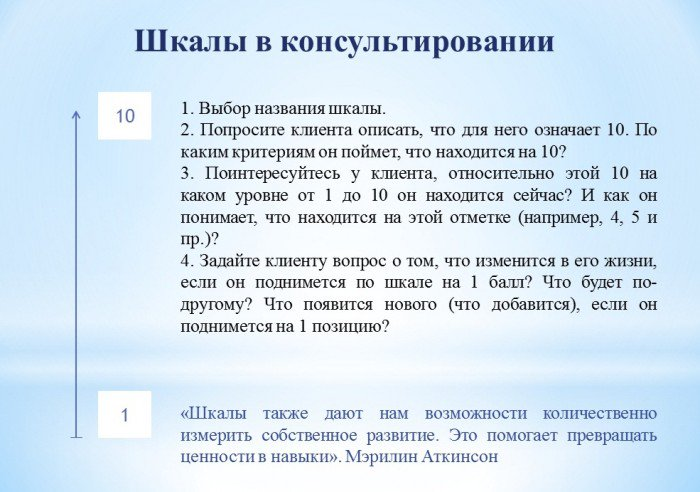 Шкалы в консультировании
10
1. Выбор названия шкалы.
2. Попросите клиента описать, что для него означает 10. По
каким критериям он поймет, что находится на 10?
3. Поинтересуйтесь у клиента, относительно этой 10 на
каком уровне от 1 до 10 он находится сейчас? И как он
понимает, что находится на этой отметке (например, 4, 5 и
пр.)?
4. Задайте клиенту вопрос о том, что изменится в его жизни,
если он поднимется по шкале на 1 балл? Что будет по-
другому? Что появится нового (что добавится), если он
поднимется на 1 позицию?
1
«Шкалы также дают нам возможности количественно
измерить собственное развитие. Это помогает превращать
ценности в навыки». Мэрилин Аткинсон